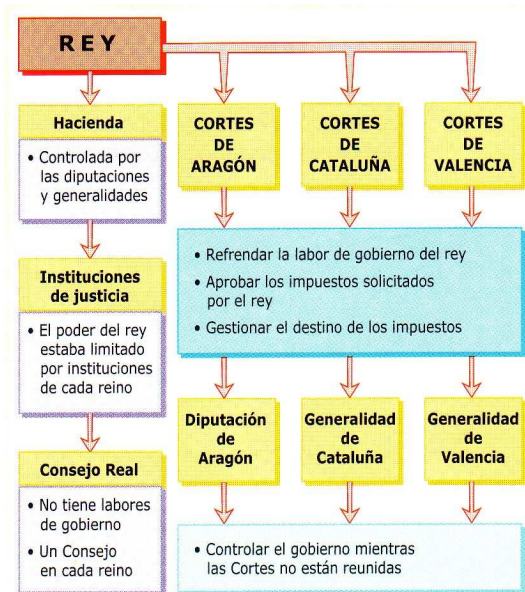 REY
Hacienda
• Controlada por
las diputaciones
y generalidades
Instituciones
de justicia
• El poder del rey
estaba limitado
por instituciones
de cada reino
Consejo Real
• No tiene labores
de gobierno
• Un Consejo
en cada reino
CORTES
DE
ARAGÓN
CORTES
DE
CATALUÑA
CORTES
DE
VALENCIA
• Refrendar la labor de gobierno del rey
• Aprobar los impuestos solicitados
por el rey
• Gestionar el destino de los impuestos
Diputación
de
Aragón
Generalidad
de
Cataluña
Generalidad
de
Valencia
• Controlar el gobierno mientras
las Cortes no están reunidas